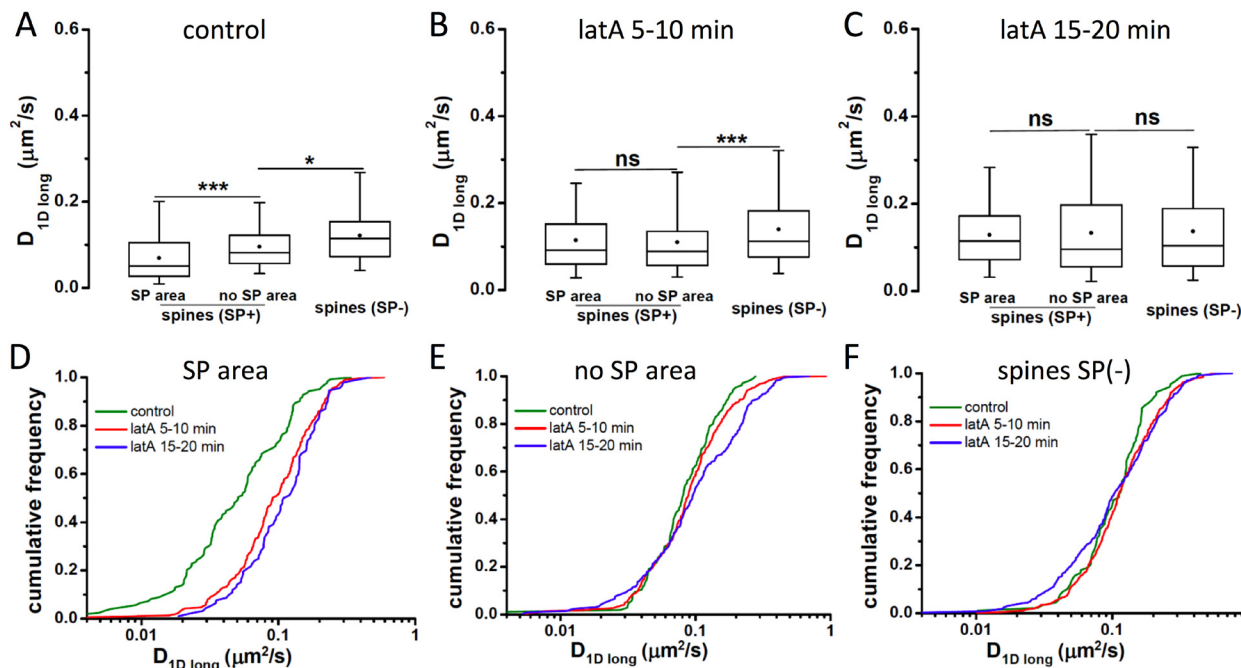 A control
B latA 5-10 min
C latA 15-20 min
D1D long (μm²/s)
0.6
0.4
0.2
0.0
***
*
SP area no SP area
spines (SP+) spines (SP-)
D1D long (μm²/s)
0.6
0.4
0.2
0.0
ns
***
SP area no SP area
spines (SP+) spines (SP-)
D1D long (μm²/s)
0.6
0.4
0.2
0.0
ns ns
SP area no SP area
spines (SP+) spines (SP-)
D SP area
E no SP area
F spines SP(-)
cumulative frequency
1.0
0.8
0.6
0.4
0.2
0.0
control
latA 5-10 min
latA 15-20 min
0.01 0.1 1
D1D long (μm²/s)
cumulative frequency
1.0
0.8
0.6
0.4
0.2
0.0
control
latA 5-10 min
latA 15-20 min
0.01 0.1 1
D1D long (μm²/s)
cumulative frequency
1.0
0.8
0.6
0.4
0.2
0.0
control
latA 5-10 min
latA 15-20 min
0.01 0.1
D1D long (μm²/s)